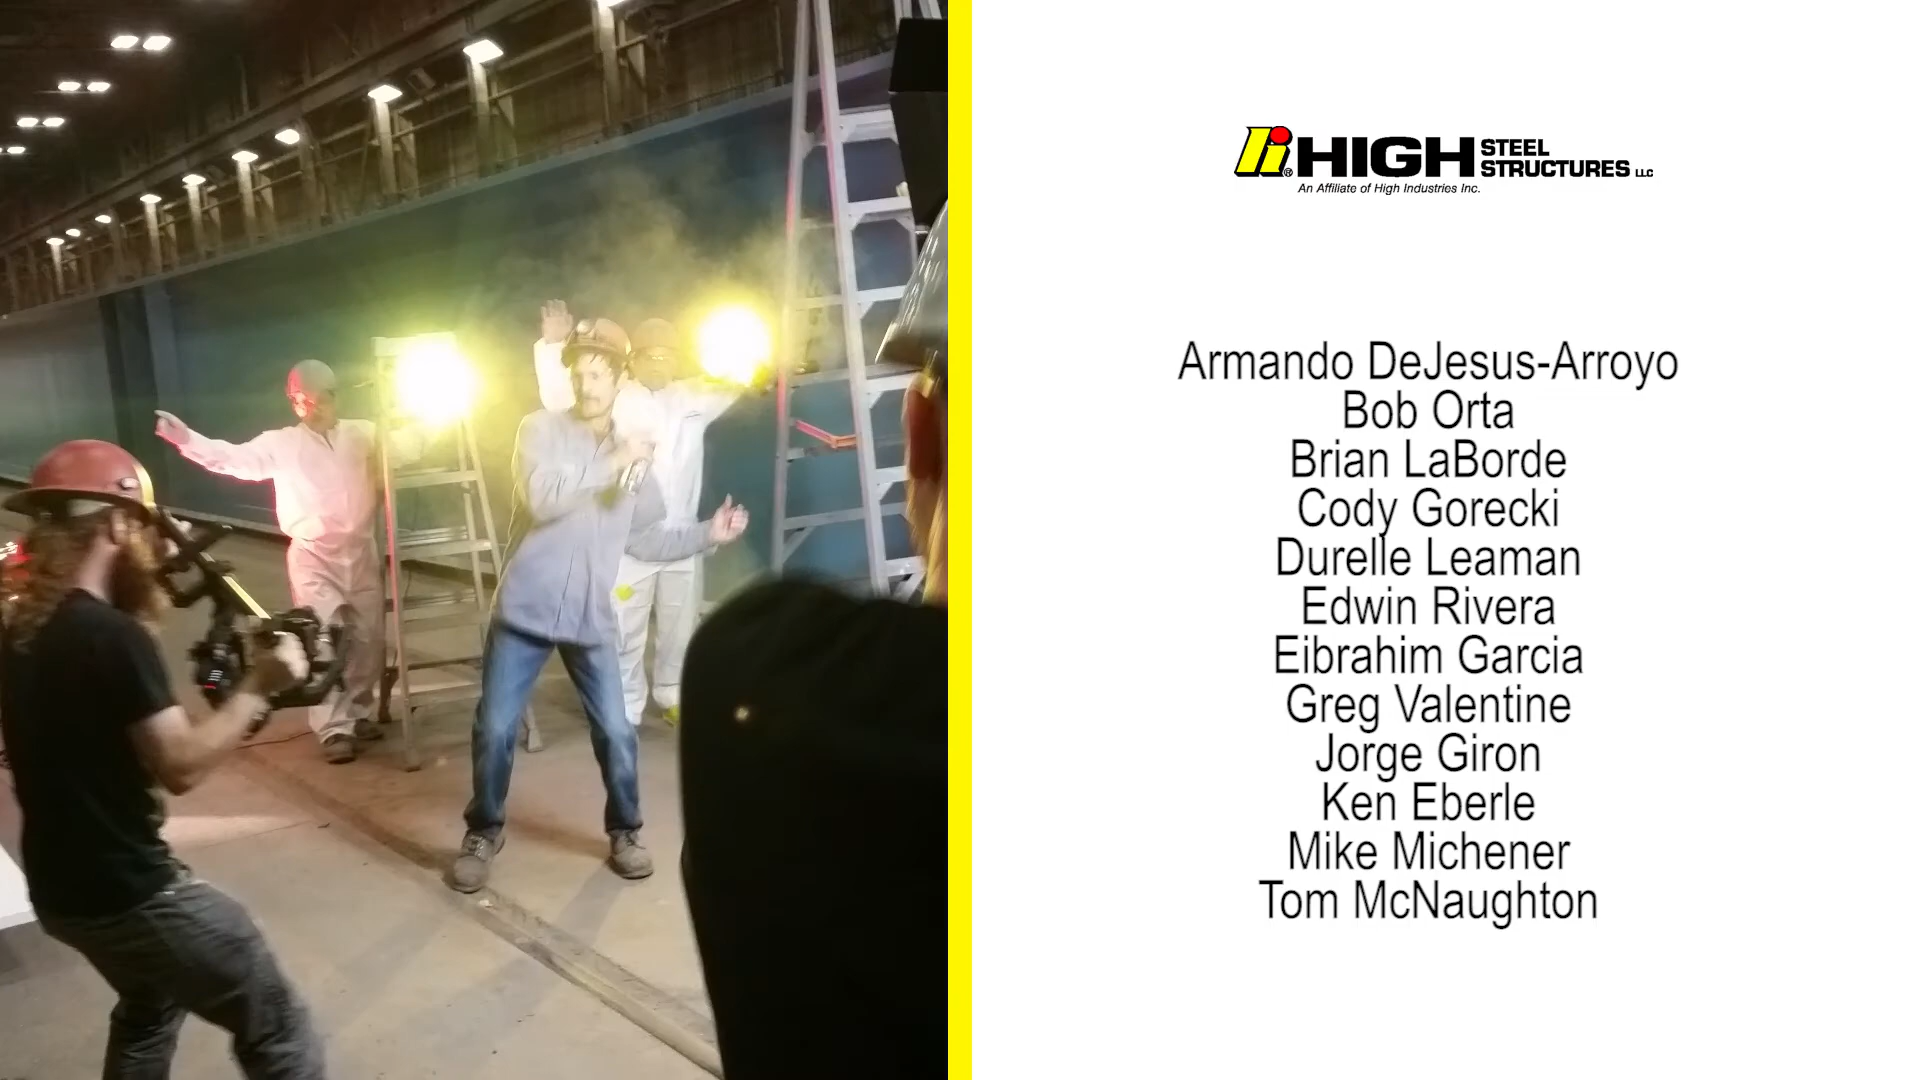 HIGH STEEL STRUCTURES LLC
An Affiliate of High Industries Inc.
Armando DeJesus-Arroyo
Bob Orta
Brian LaBorde
Cody Gorecki
Durelle Leaman
Edwin Rivera
Eibrahim Garcia
Greg Valentine
Jorge Giron
Ken Eberle
Mike Michener
Tom McNaughton